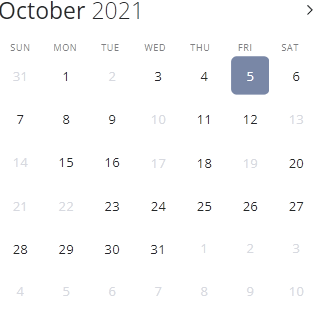 October 2021
SUN MON TUE WED THU FRI SAT
31 1 2 3 4 5 6
7 8 9 10 11 12 13
14 15 16 17 18 19 20
21 22 23 24 25 26 27
28 29 30 31 1 2 3
4 5 6 7 8 9 10